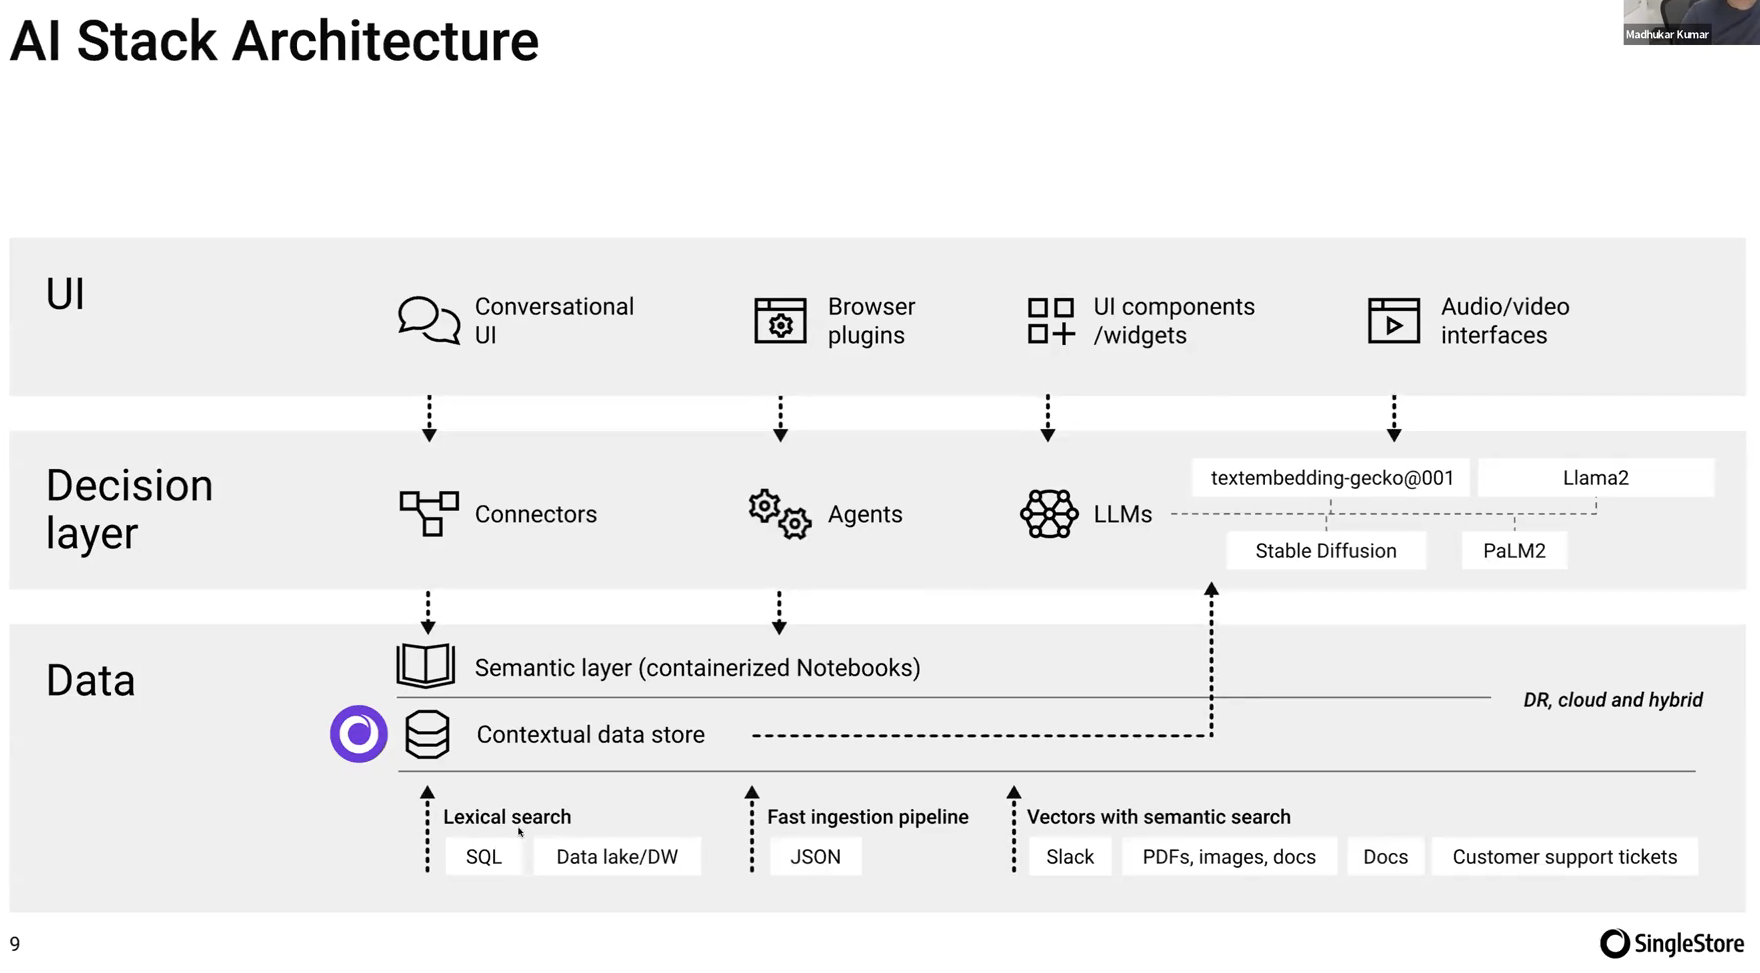 AI Stack Architecture
Madhukar Kumar
UI
Conversational
UI
Browser
plugins
UI components
/widgets
Audio/video
interfaces
Decision
layer
Connectors
Agents
LLMs
textembedding-gecko@001
Llama2
Stable Diffusion
PaLM2
Data
Semantic layer (containerized Notebooks)
DR, cloud and hybrid
Contextual data store
Lexical search
SQL
Data lake/DW
Fast ingestion pipeline
JSON
Vectors with semantic search
Slack
PDFs, images, docs
Docs
Customer support tickets
9
SingleStore